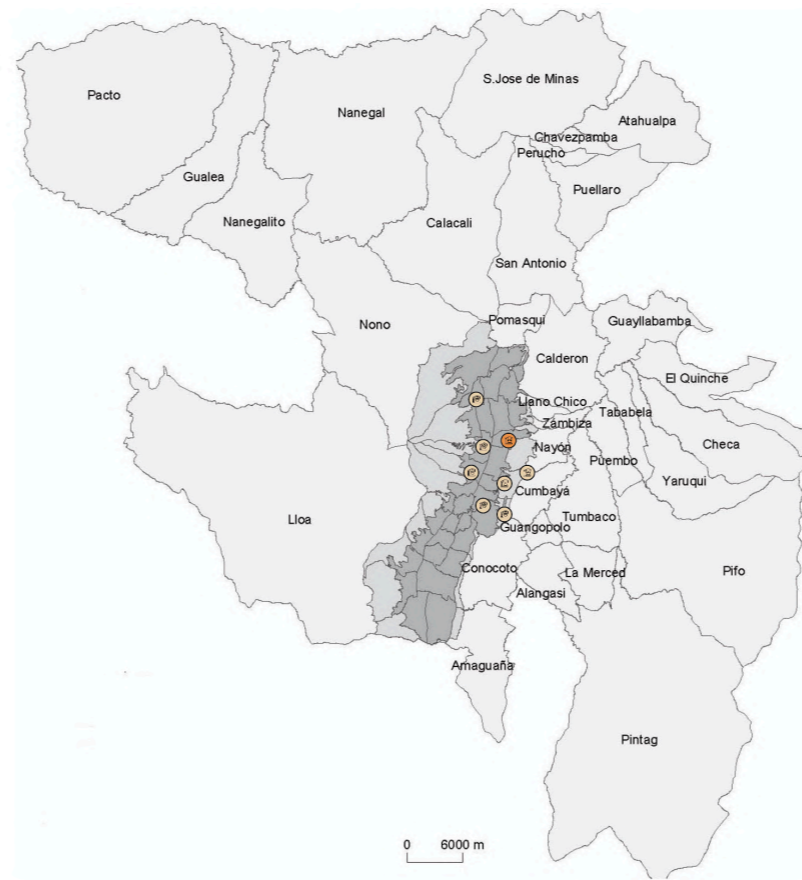 S.Jose de Minas
Pacto
Nanegal
Atahualpa
Chavezpamba
Perucho
Gualea
Puellaro
Nanegalito
Calacali
San Antonio
Nono
Pomasqui
Guayllabamba
Calderon
El Quinche
Llano Chico
Tababela
Zambiza
Checa
Nayón
Puembo
Yaruqui
Cumbayá
Lloa
Tumbaco
Guangopolo
Conocoto
La Merced
Pifo
Alangasi
Amaguaña
Pintag
0 6000 m